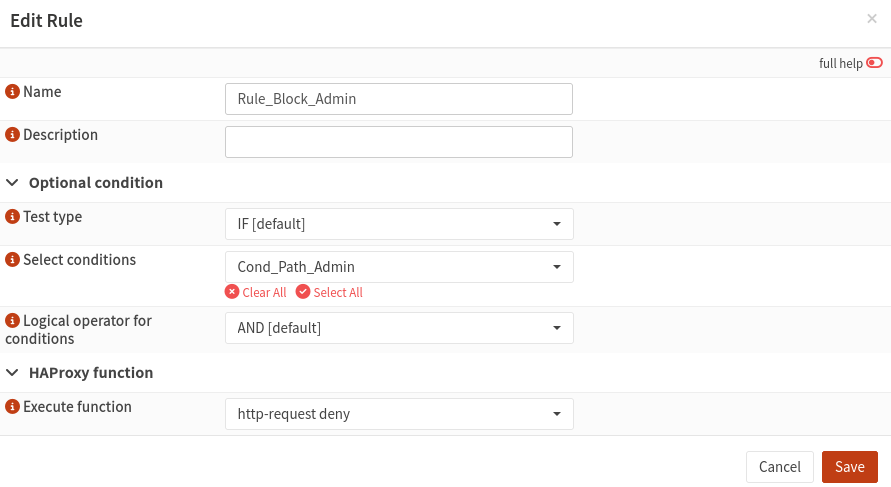 Edit Rule
×
full help
Name
Rule_Block_Admin
Description
Optional condition
Test type
IF [default]
Select conditions
Cond_Path_Admin
Clear All Select All
Logical operator for
conditions
AND [default]
HAProxy function
Execute function
http-request deny
Cancel Save